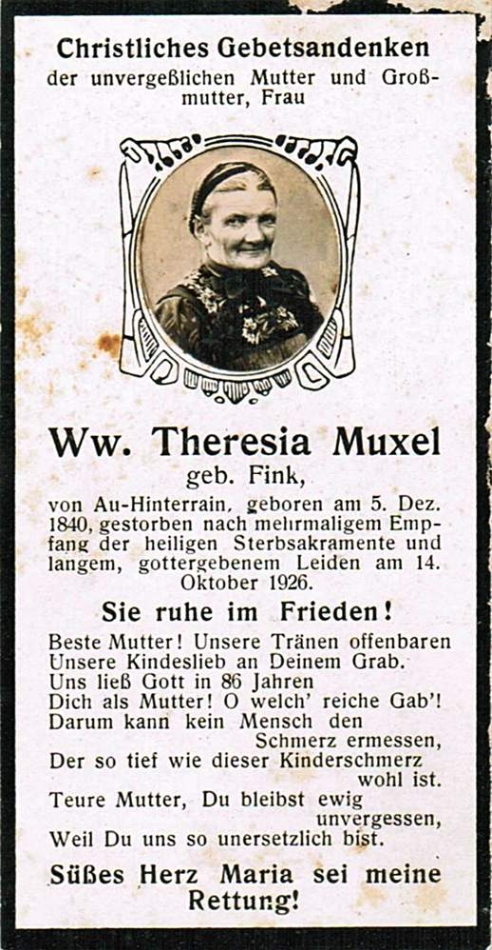 Christliches Gebetsandenken
der unvergeßlichen Mutter und Groß-
mutter, Frau
Ww. Theresia Muxel
geb. Fink,
von Au-Hinterrain, geboren am 5. Dez.
1840, gestorben nach mehrmaligem Emp-
fang der heiligen Sterbsakramente und
langem, gottergebenem Leiden am 14.
Oktober 1926.
Sie ruhe im Frieden!
Beste Mutter! Unsere Tränen offenbaren
Unsere Kindeslieb an Deinem Grab.
Uns ließ Gott in 86 Jahren
Dich als Mutter! O welch' reiche Gab'!
Darum kann kein Mensch den
Schmerz ermessen,
Der so tief wie dieser Kinderschmerz
wohl ist.
Teure Mutter, Du bleibst ewig
unvergessen,
Weil Du uns so unersetzlich bist.
Süßes Herz Maria sei meine
Rettung!